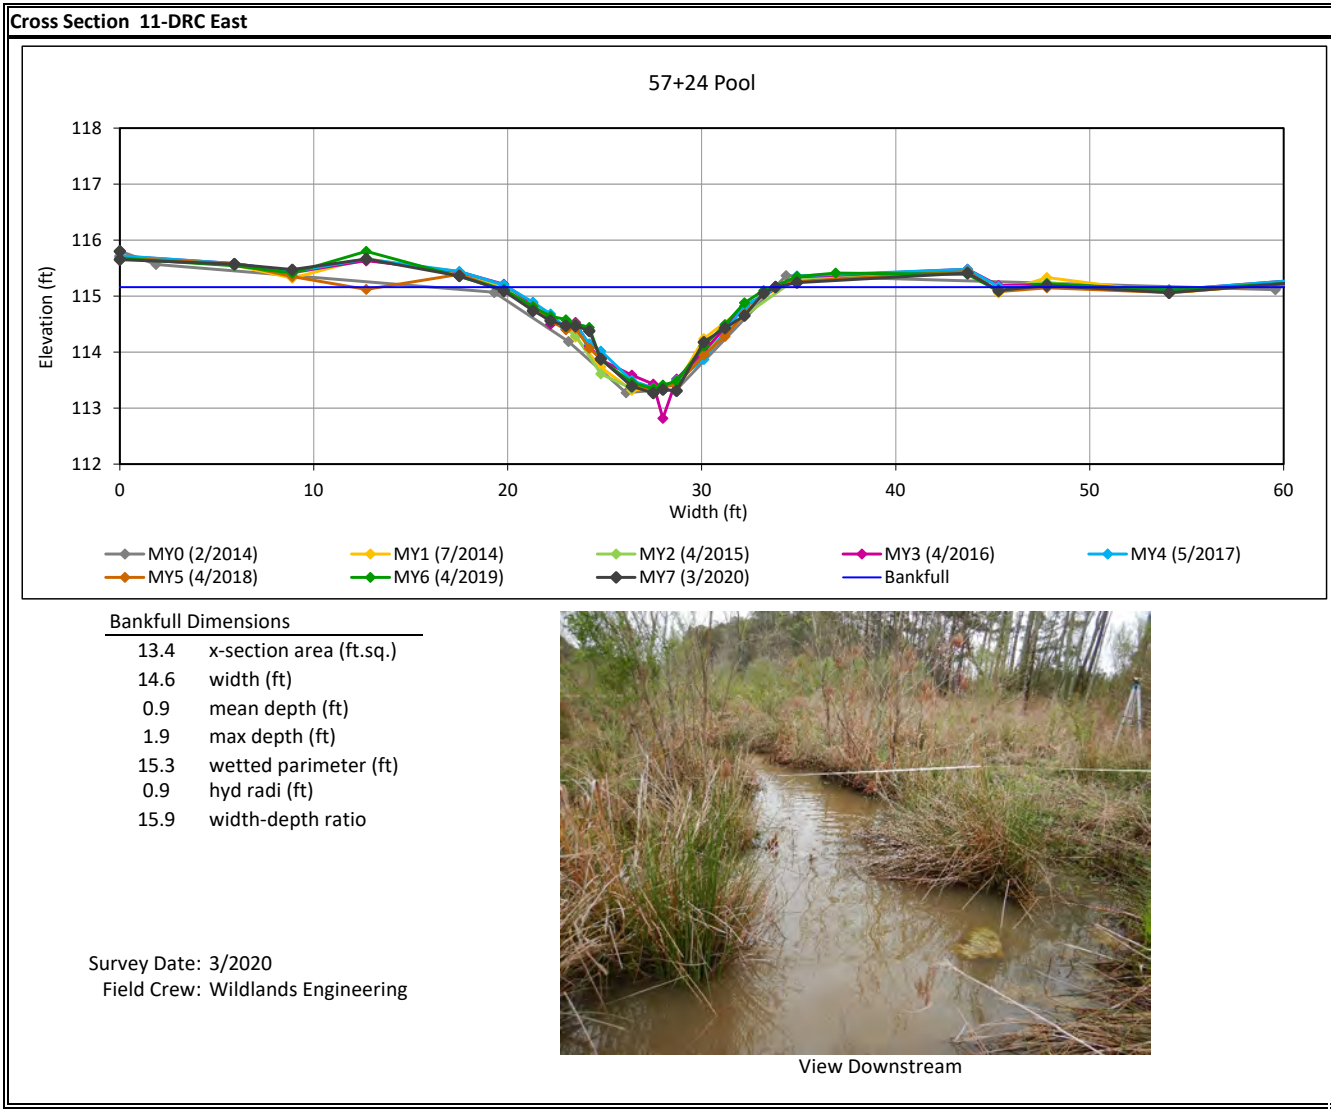 Cross Section 11-DRC East
57+24 Pool
118
117
116
115
114
113
112
Elevation (ft)
0 10 20 30 40 50 60
Width (ft)
MY0 (2/2014) MY1 (7/2014) MY2 (4/2015) MY3 (4/2016) MY4 (5/2017)
MY5 (4/2018) MY6 (4/2019) MY7 (3/2020) Bankfull
Bankfull Dimensions
13.4 x-section area (ft.sq.)
14.6 width (ft)
0.9 mean depth (ft)
1.9 max depth (ft)
15.3 wetted parimeter (ft)
0.9 hyd radi (ft)
15.9 width-depth ratio
Survey Date: 3/2020
Field Crew: Wildlands Engineering
View Downstream